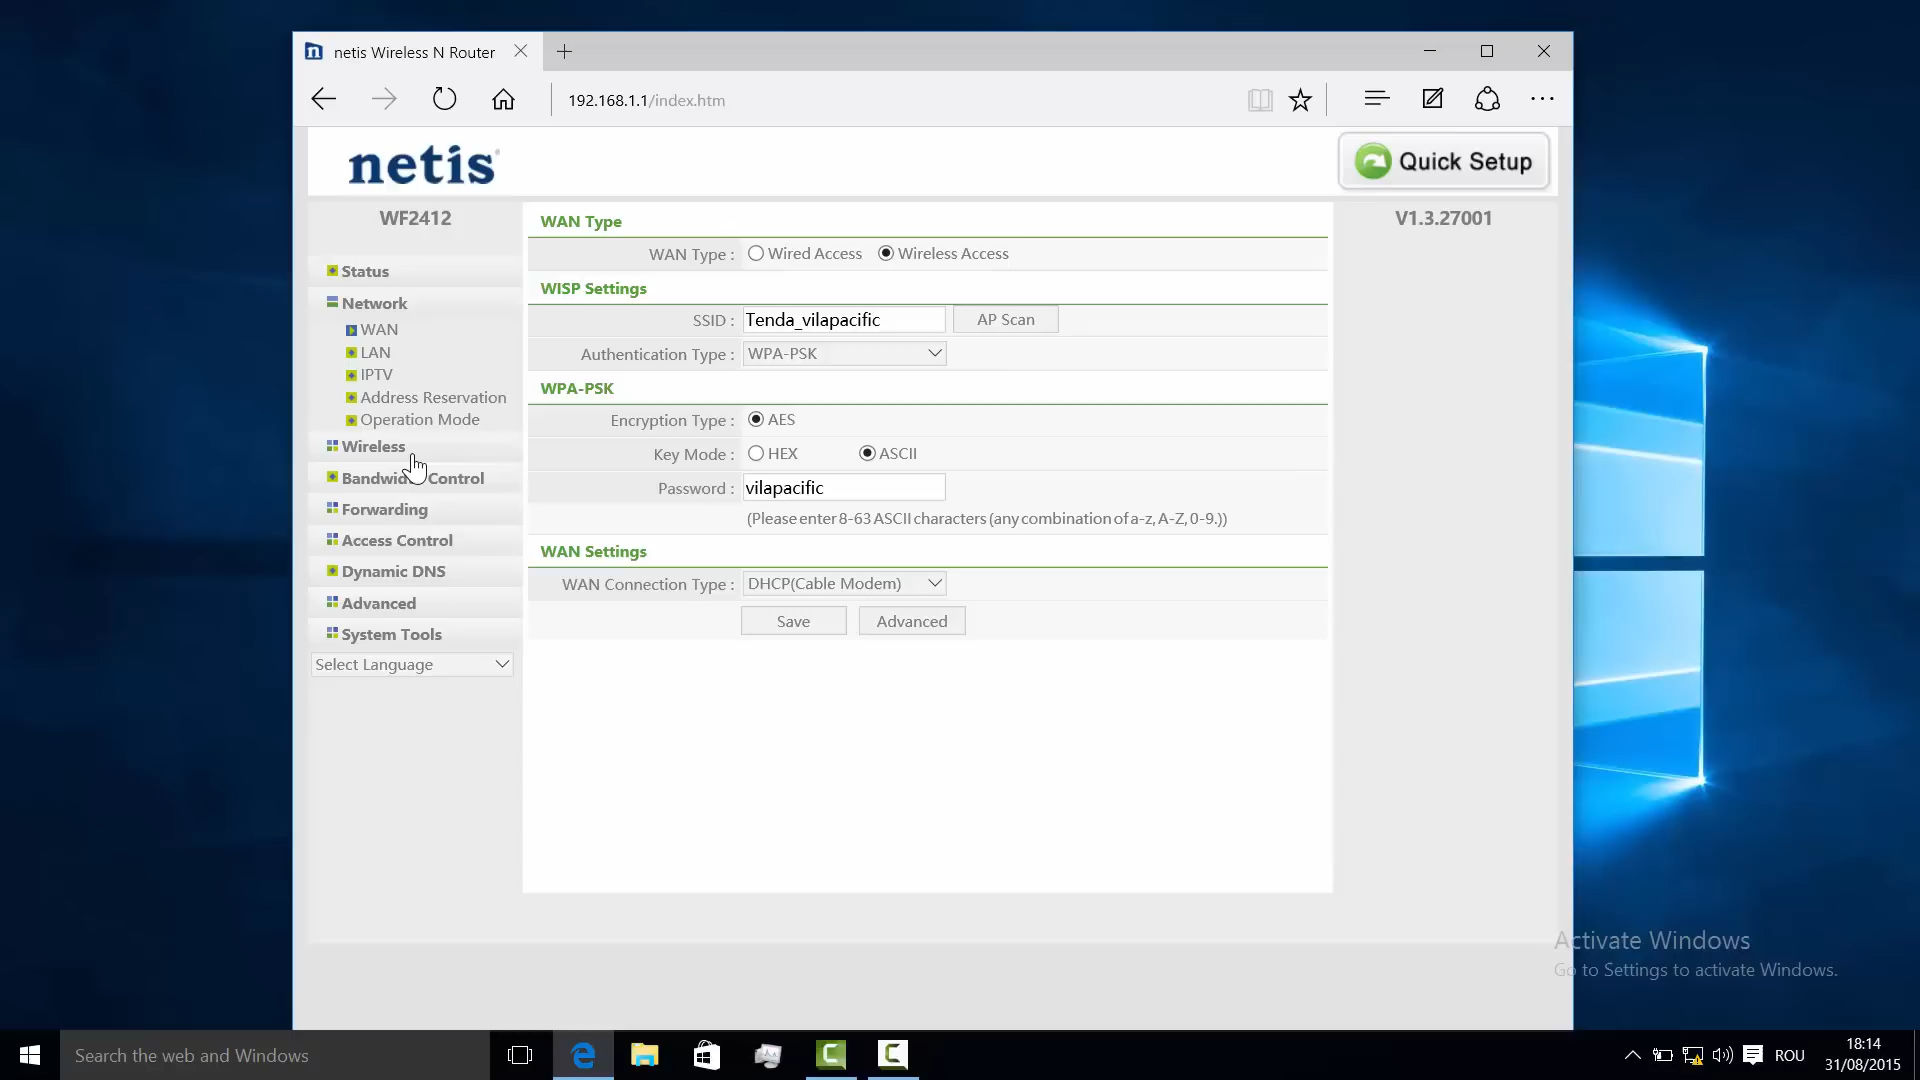 netis Wireless N Router
192.168.1.1/index.htm
netis
Quick Setup
WF2412
V1.3.27001
Status
Network
WAN
LAN
IPTV
Address Reservation
Operation Mode
Wireless
Bandwid Control
Forwarding
Access Control
Dynamic DNS
Advanced
System Tools
Select Language
WAN Type
WAN Type : Wired Access Wireless Access
WISP Settings
SSID : Tenda_vilapacific AP Scan
Authentication Type : WPA-PSK
WPA-PSK
Encryption Type : AES
Key Mode : HEX ASCII
Password : vilapacific
(Please enter 8-63 ASCII characters (any combination of a-z, A-Z, 0-9.))
WAN Settings
WAN Connection Type : DHCP(Cable Modem)
Save Advanced
Activate Windows
Go to Settings to activate Windows.
Search the web and Windows
ROU
18:14
31/08/2015